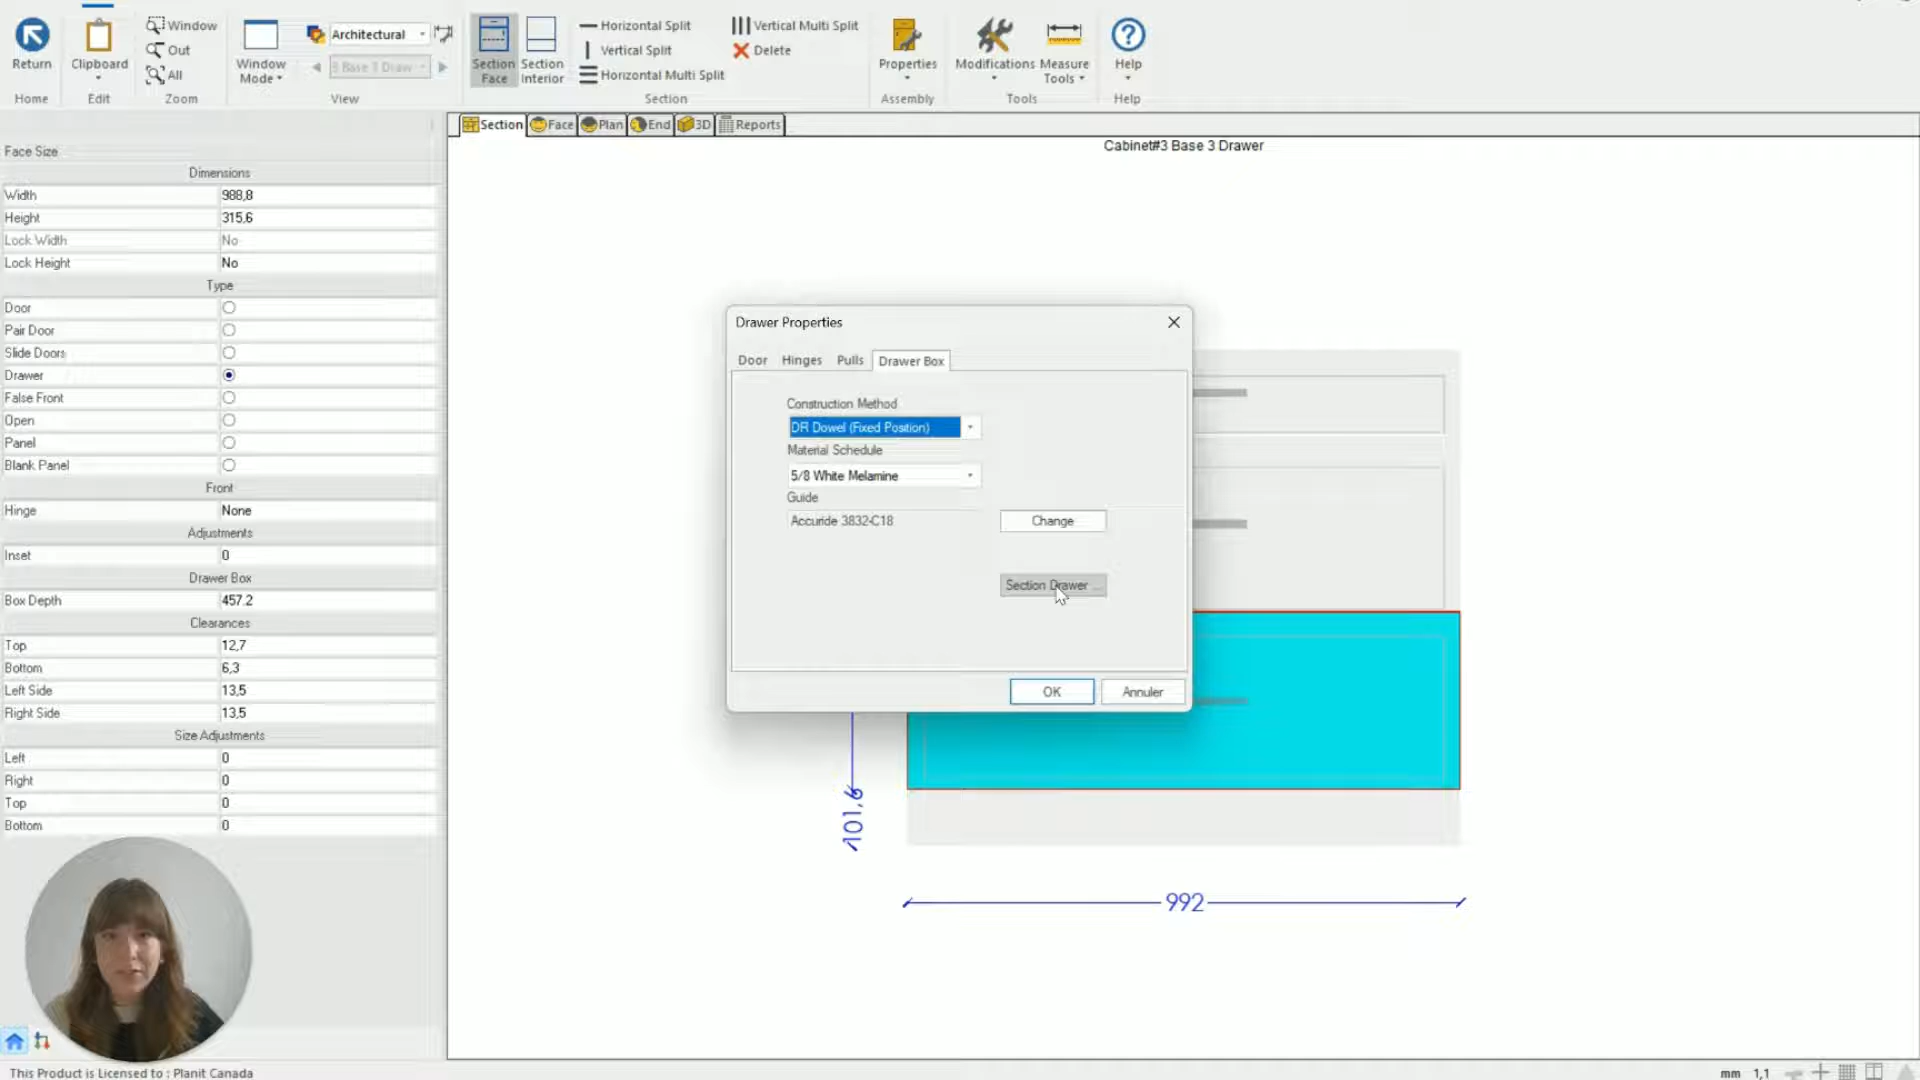 Return
Home
Clipboard
Edit
Window
Out
All
Zoom
Window Mode
Architectural
3 Base 3 Draw
View
Section Face
Section Interior
Horizontal Split
Vertical Split
Horizontal Multi Split
Vertical Multi Split
Delete
Section
Properties
Assembly
Modifications
Measure Tools
Tools
Help
Help
Section
Face
Plan
End
3D
Reports
Cabinet#3 Base 3 Drawer
Face Size
Dimensions
Width 988,8
Height 315,6
Lock Width No
Lock Height No
Type
Door
Pair Door
Slide Doors
Drawer
False Front
Open
Panel
Blank Panel
Front
Hinge None
Adjustments
Inset 0
Drawer Box
Box Depth 457.2
Clearances
Top 12,7
Bottom 6,3
Left Side 13,5
Right Side 13,5
Size Adjustments
Left 0
Right 0
Top 0
Bottom 0
Drawer Properties
Door Hinges Pulls Drawer Box
Construction Method
DR Dowel (Fixed Position)
Material Schedule
5/8 White Melamine
Guide
Accuride 3832-C18
Change
Section Drawer ...
OK
Annuler
101,6
992
This Product is Licensed to : Planit Canada
mm 1,1